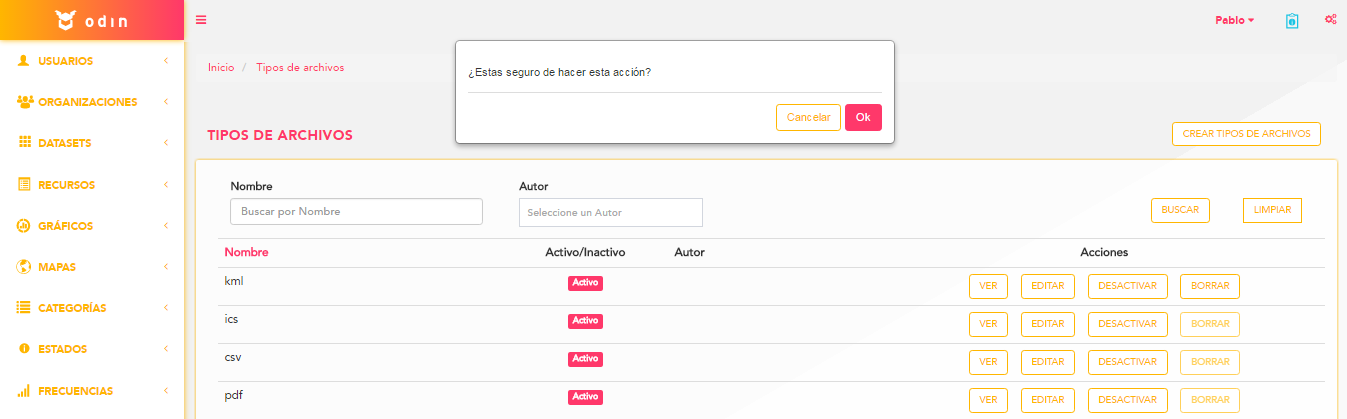 odin
Pablo
USUARIOS
ORGANIZACIONES
DATASETS
RECURSOS
GRÁFICOS
MAPAS
CATEGORÍAS
ESTADOS
FRECUENCIAS
Inicio / Tipos de archivos
¿Estas seguro de hacer esta acción?
Cancelar Ok
TIPOS DE ARCHIVOS
CREAR TIPOS DE ARCHIVOS
Nombre Autor
Buscar por Nombre Seleccione un Autor BUSCAR LIMPIAR
Nombre Activo/Inactivo Autor Acciones
kml Activo VER EDITAR DESACTIVAR BORRAR
ics Activo VER EDITAR DESACTIVAR BORRAR
csv Activo VER EDITAR DESACTIVAR BORRAR
pdf Activo VER EDITAR DESACTIVAR BORRAR